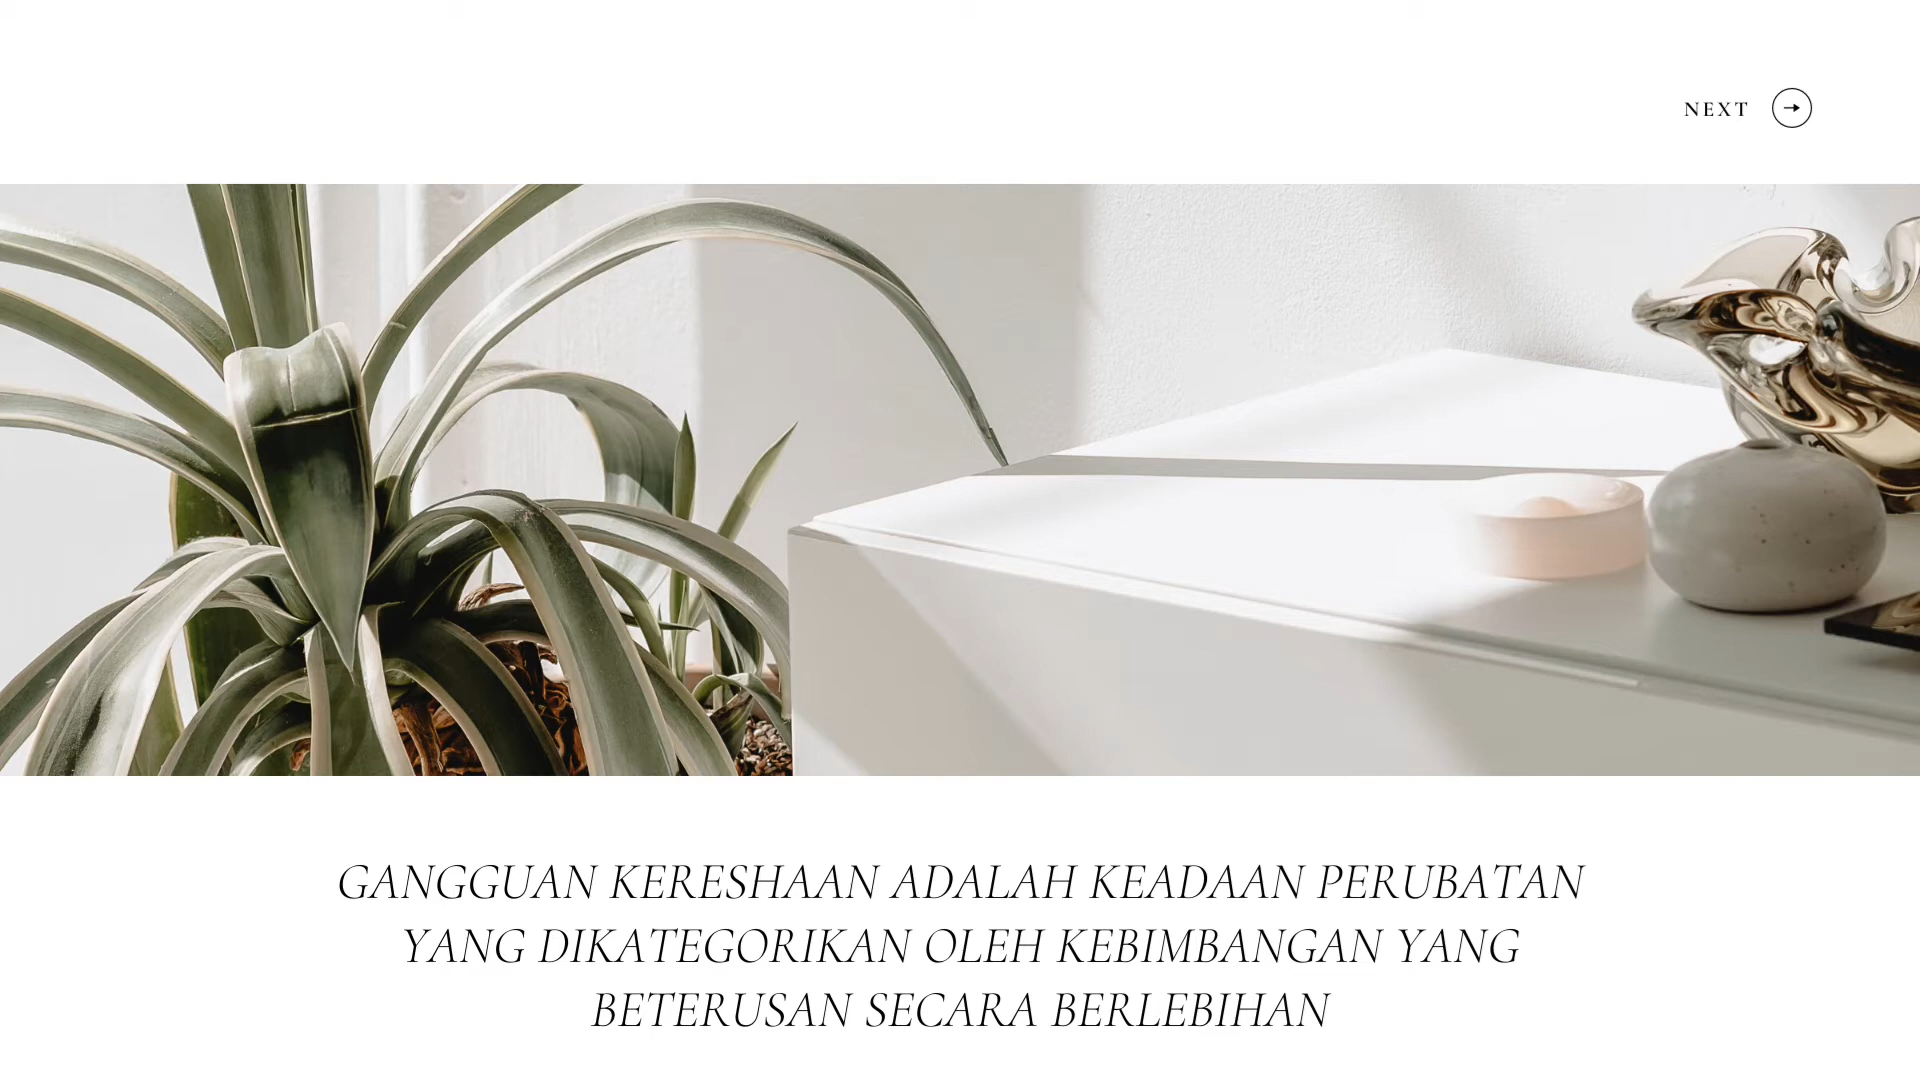 NEXT
GANGGUAN KERESHAAN ADALAH KEADAAN PERUBATAN
YANG DIKATEGORIKAN OLEH KEBIMBANGAN YANG
BETERUSAN SECARA BERLEBIHAN